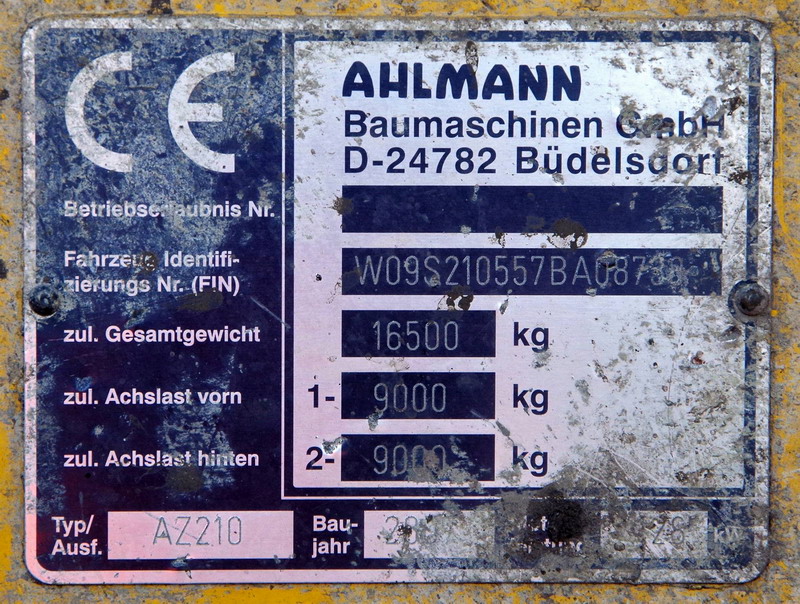 CE
AHLMANN
Baumaschinen GmbH
D-24782 Büdelsdorf
Betriebserlaubnis Nr.
Fahrzeug Identifi-
zierungs Nr. (FIN)
zul. Gesamtgewicht 16500 kg
zul. Achslast vorn 1- 9000 kg
zul. Achslast hinten 2- 9000 kg
Typ/
Ausf. AZ210
Bau-
jahr
kW